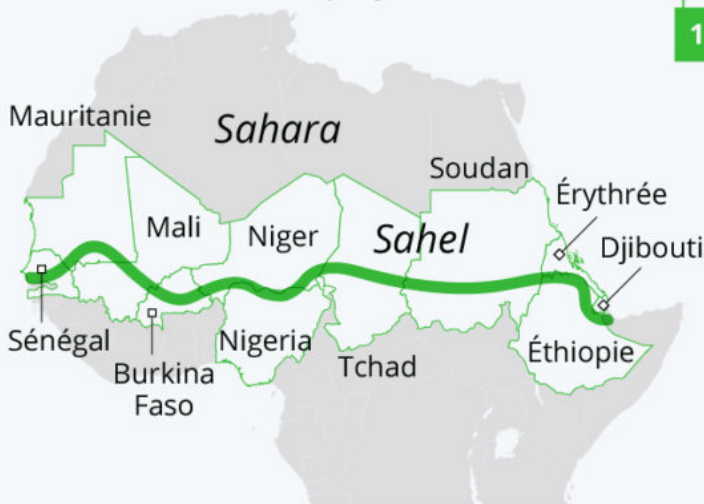 1
Mauritanie
Sahara
Soudan
Érythrée
Mali
Niger
Sahel
Djibouti
Sénégal
Nigeria
Éthiopie
Tchad
Burkina
Faso